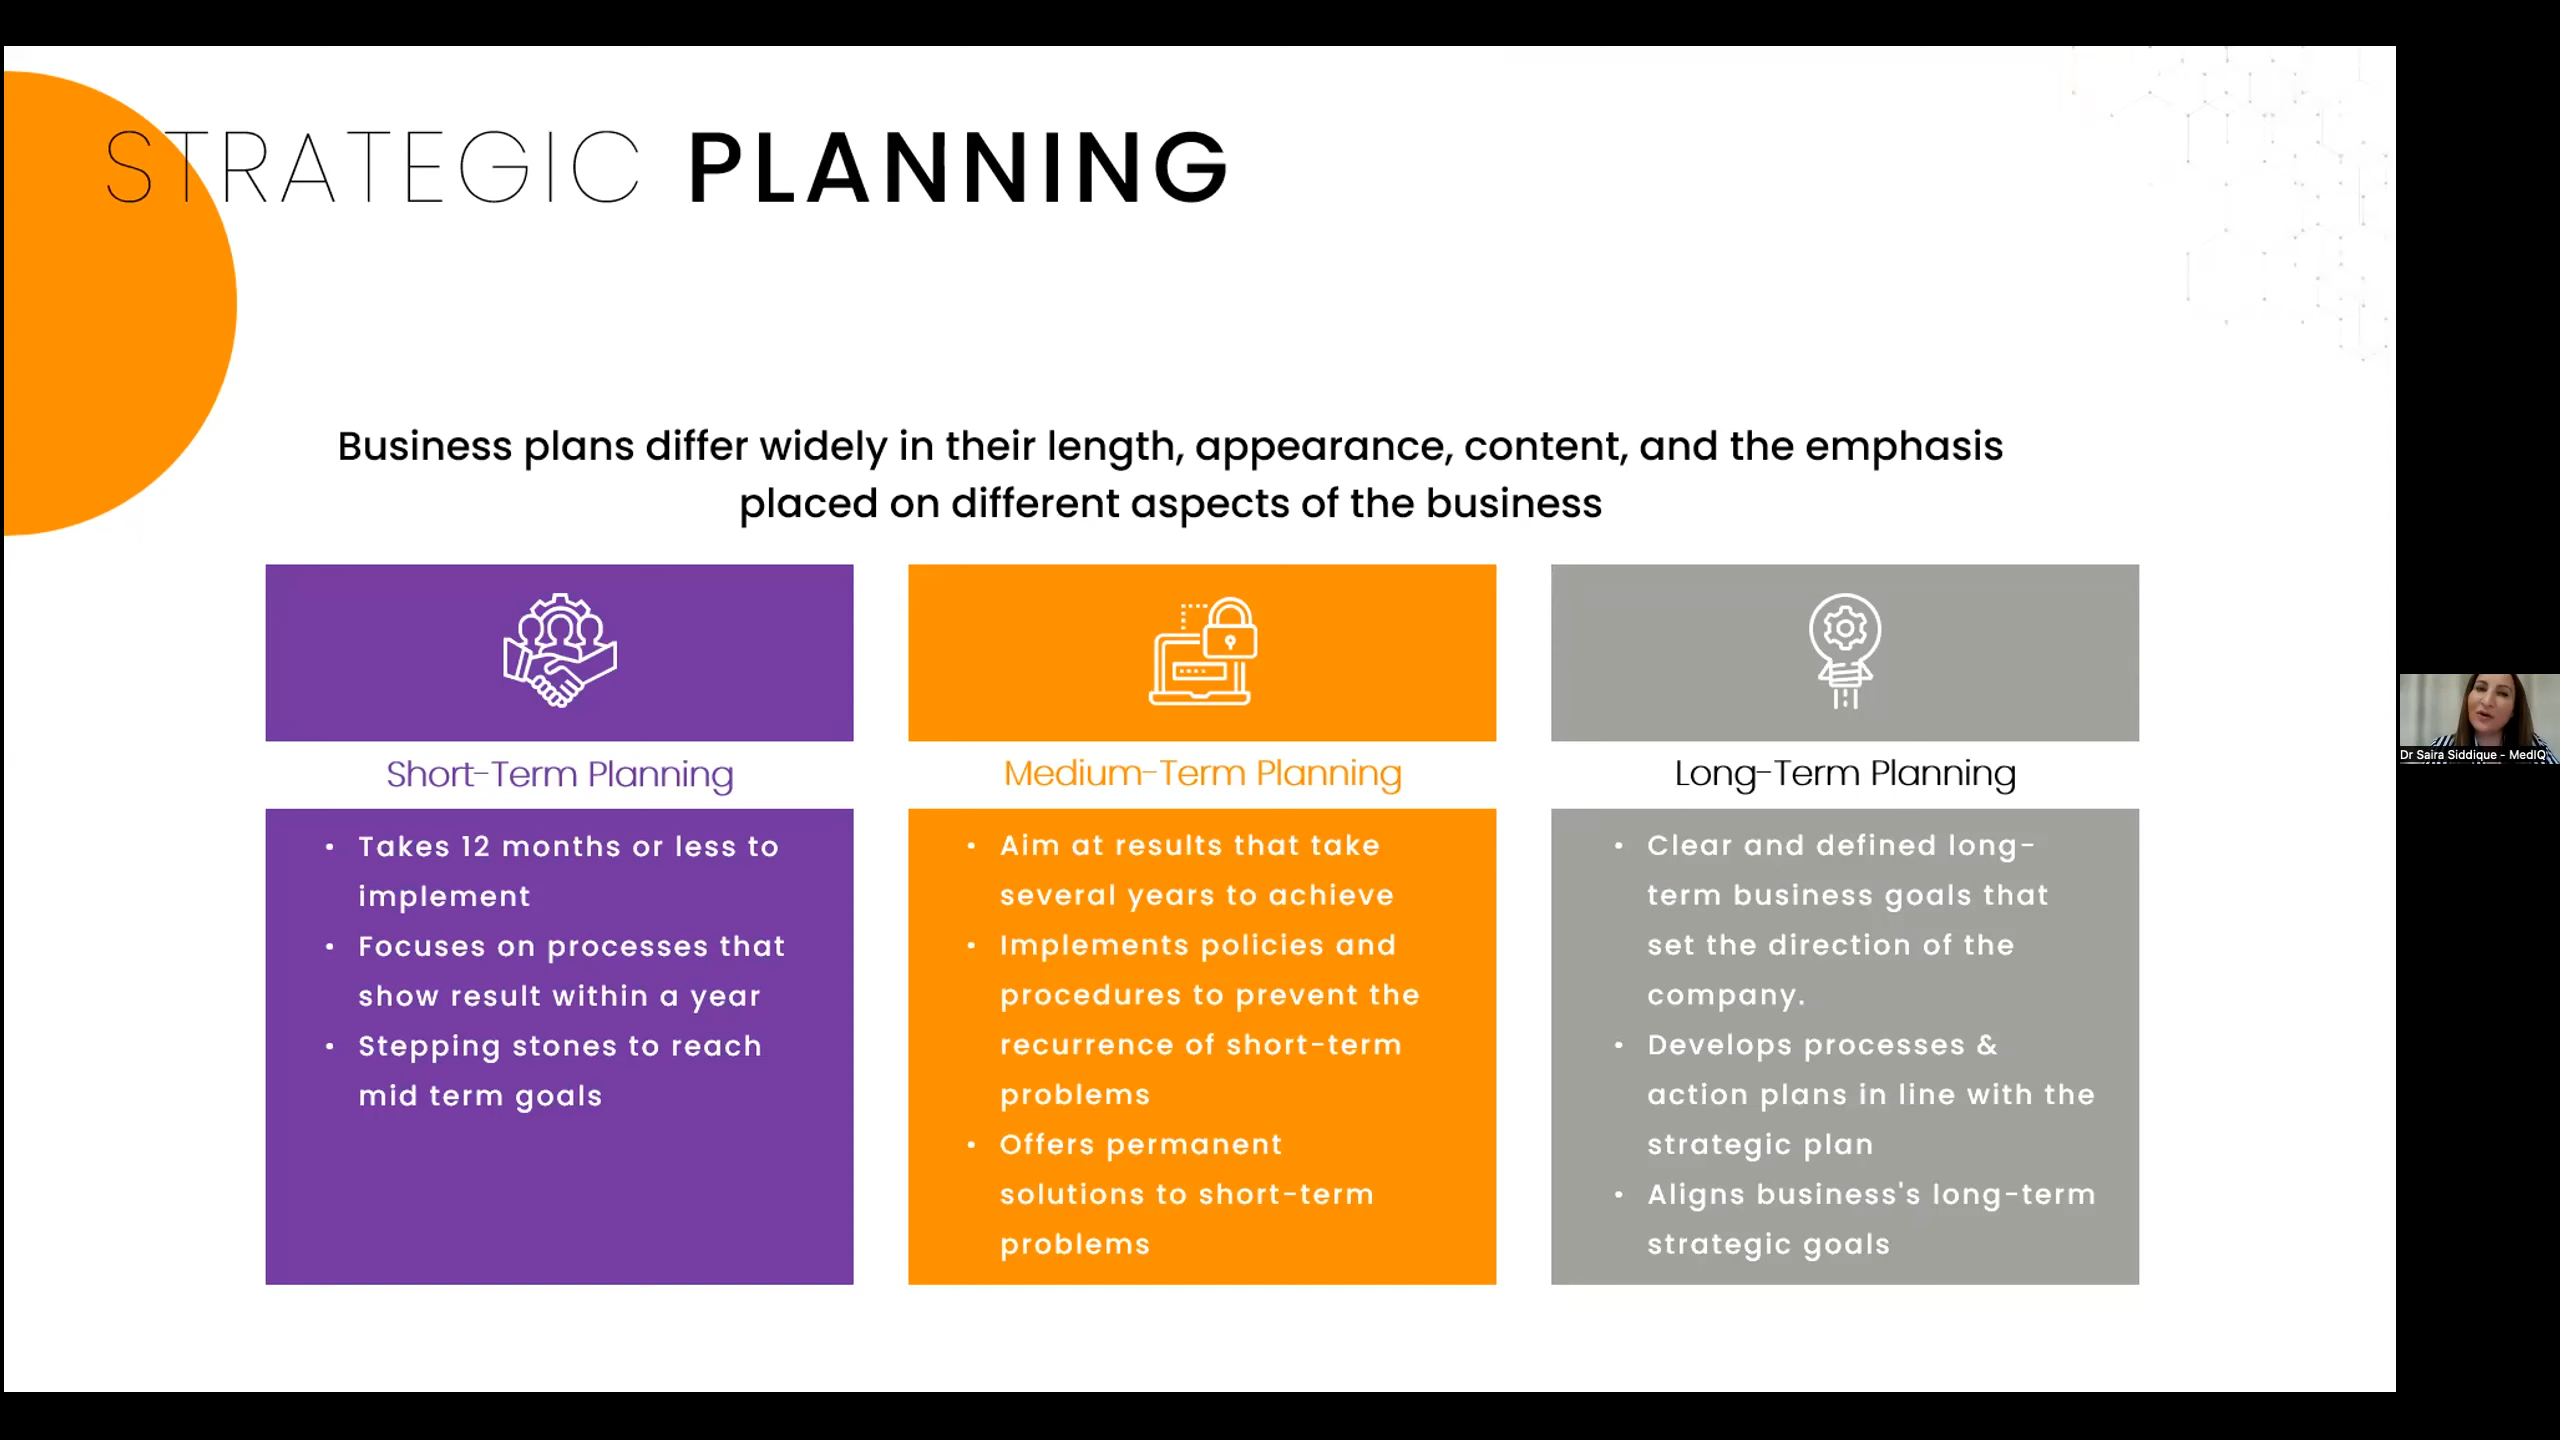 STRATEGIC PLANNING
Business plans differ widely in their length, appearance, content, and the emphasis
placed on different aspects of the business
Short-Term Planning
• Takes 12 months or less to
implement
• Focuses on processes that
show result within a year
• Stepping stones to reach
mid term goals
Medium-Term Planning
• Aim at results that take
several years to achieve
• Implements policies and
procedures to prevent the
recurrence of short-term
problems
• Offers permanent
solutions to short-term
problems
Long-Term Planning
• Clear and defined long-
term business goals that
set the direction of the
company.
• Develops processes &
action plans in line with the
strategic plan
• Aligns business's long-term
strategic goals
Dr Saira Siddique - MedIQ